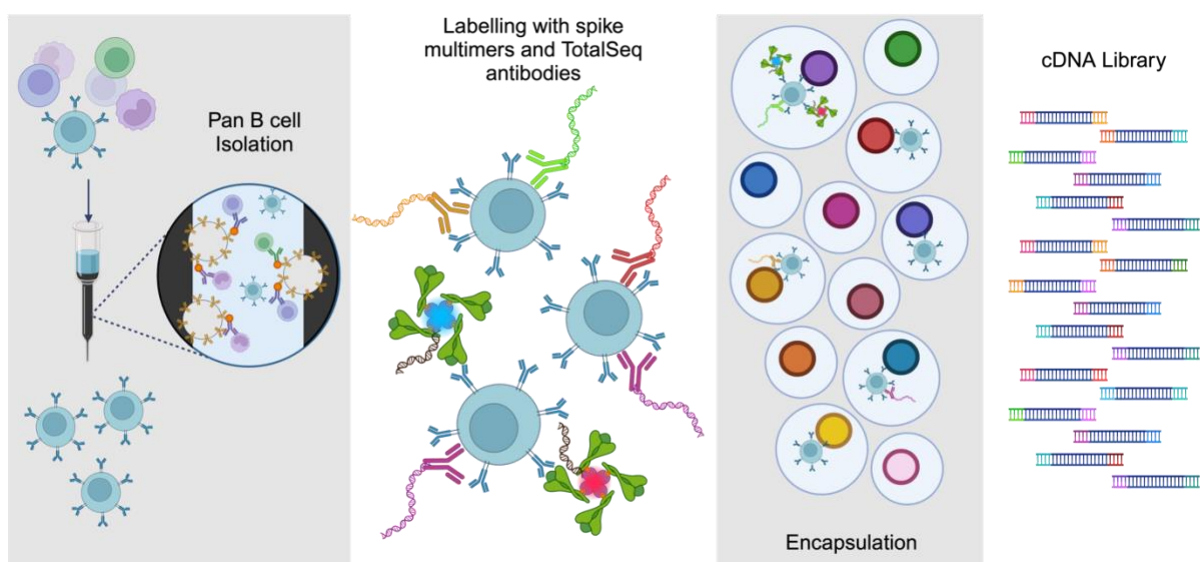 Pan B cell
Isolation
Labelling with spike
multimers and TotalSeq
antibodies
Encapsulation
cDNA Library